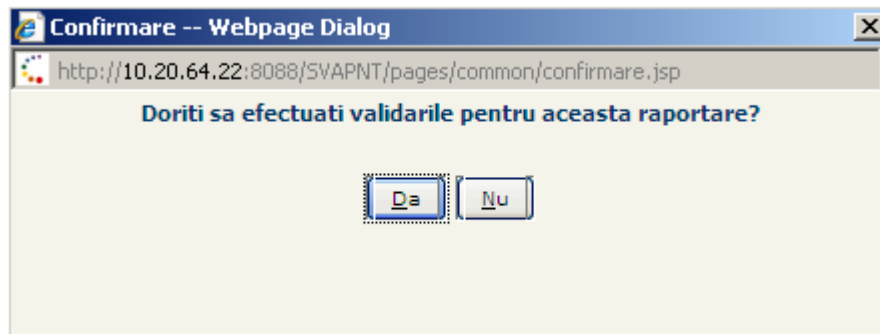 Confirmare -- Webpage Dialog
http://10.20.64.22:8088/SVAPNT/pages/common/confirmare.jsp
Doriti sa efectuati validarile pentru aceasta raportare?
Da Nu